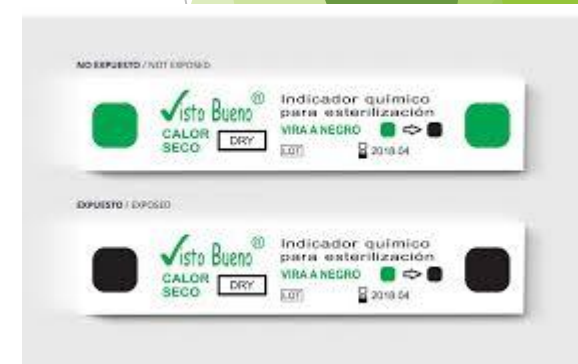 NO EXPUESTO / NOT EXPOSED
Visto Bueno®
CALOR SECO DRY
Indicador químico
para esterilización
VIRA A NEGRO
LOT 2018-04
EXPUESTO / EXPOSED
Visto Bueno®
CALOR SECO DRY
Indicador químico
para esterilización
VIRA A NEGRO
LOT 2018-04